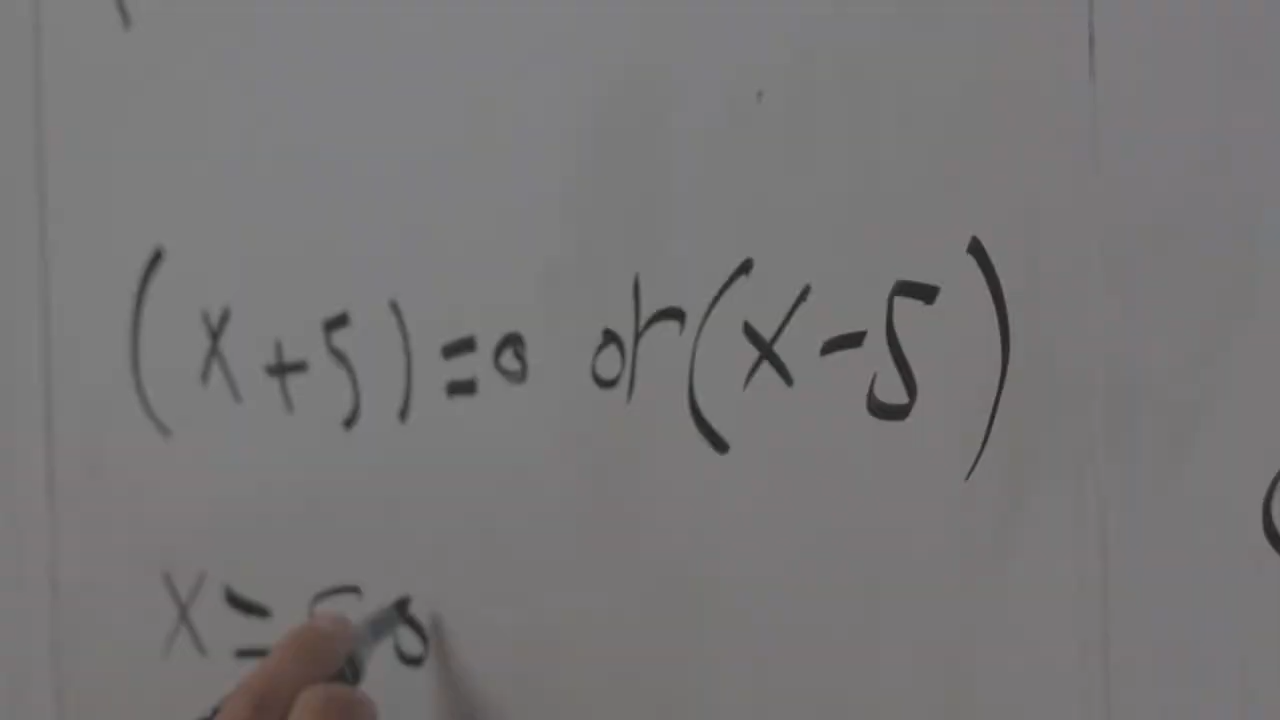 (x+5)=0 or (x-5)
x=